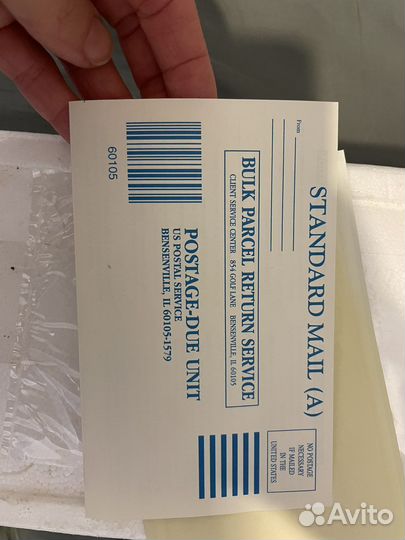 From
STANDARD MAIL (A)
NO POSTAGE
NECESSARY
IF MAILED
IN THE
UNITED STATES
BULK PARCEL RETURN SERVICE
CLIENT SERVICE CENTER 854 GOLF LANE BENSENVILLE, IL 60105
POSTAGE-DUE UNIT
US POSTAL SERVICE
BENSENVILLE, IL 60105-1579
60105
Avito